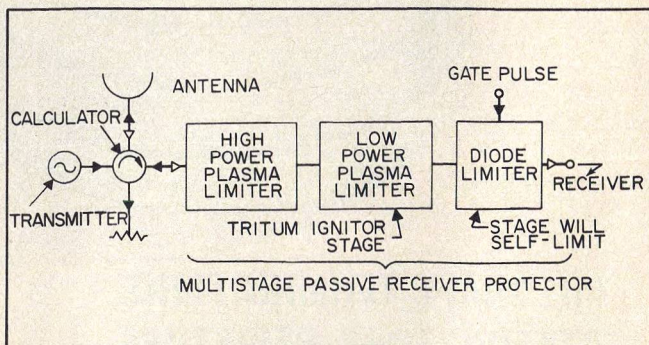 ANTENNA
GATE PULSE
CALCULATOR
TRANSMITTER
HIGH
POWER
PLASMA
LIMITER
LOW
POWER
PLASMA
LIMITER
DIODE
LIMITER
RECEIVER
TRITUM IGNITOR
STAGE
STAGE WILL
SELF-LIMIT
MULTISTAGE PASSIVE RECEIVER PROTECTOR